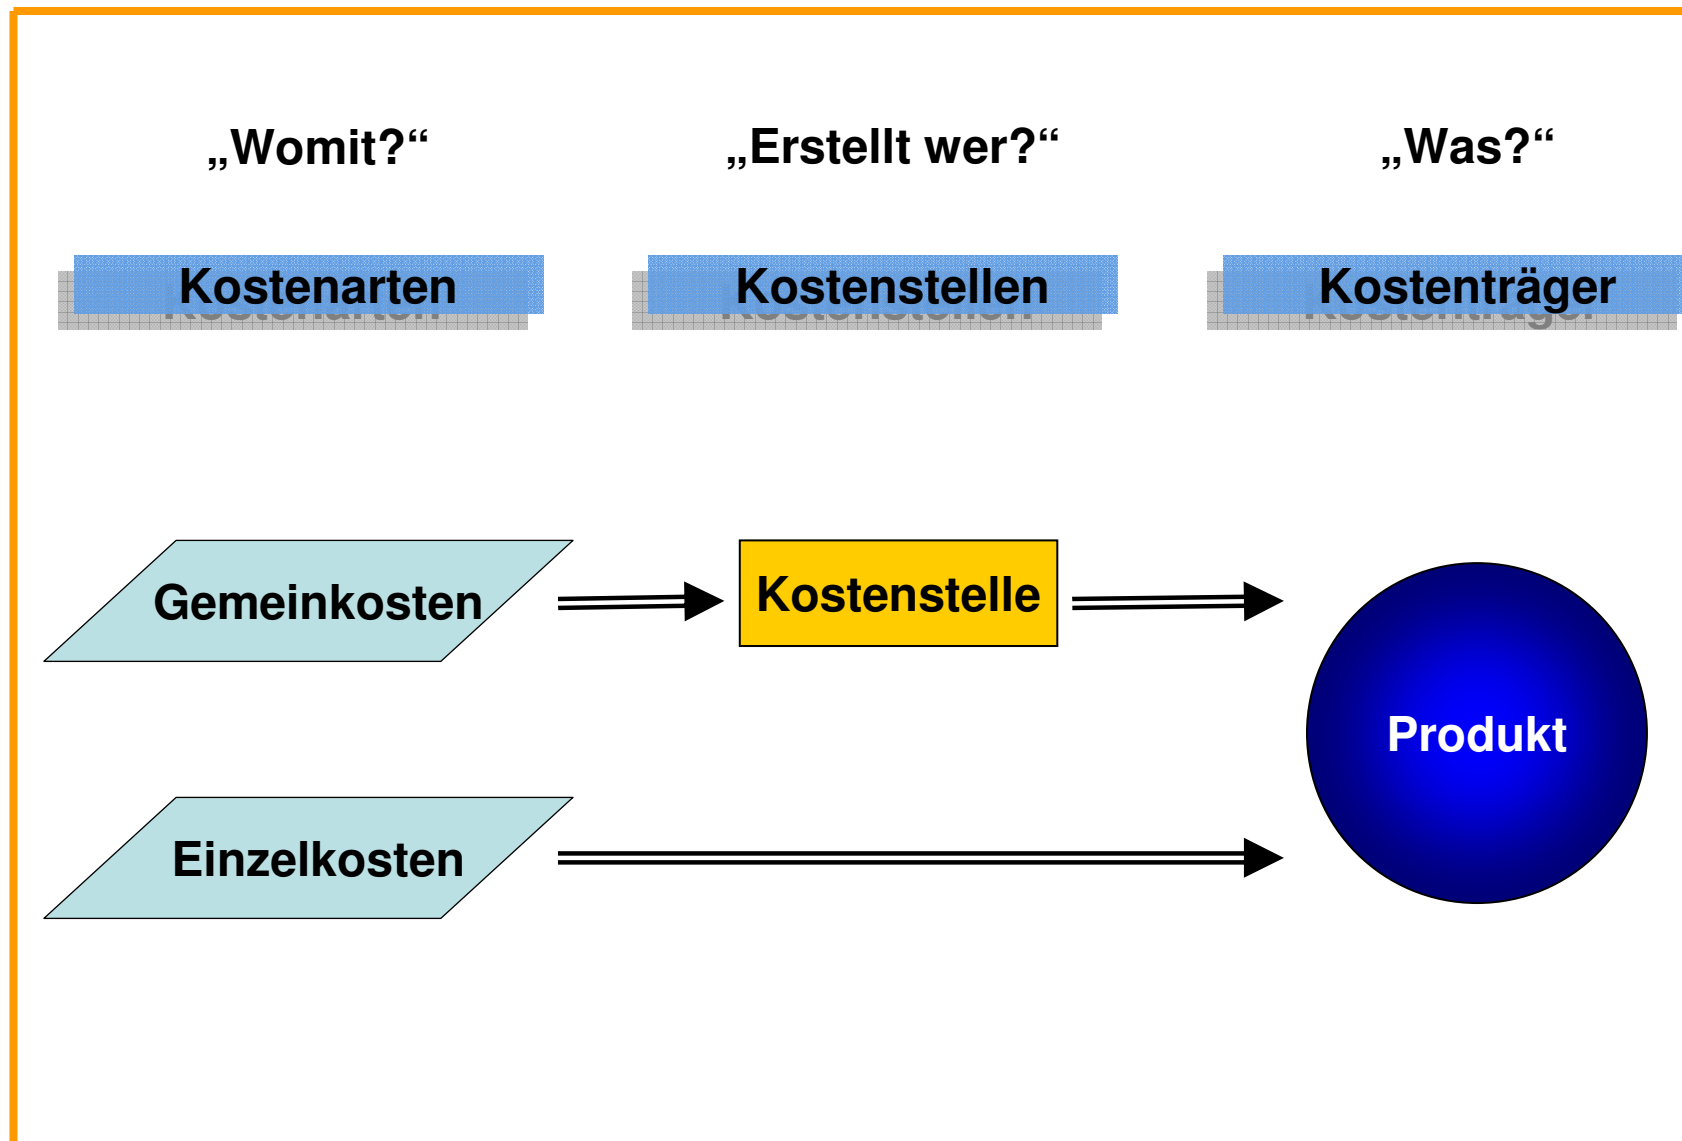 „Womit?“
„Erstellt wer?“
„Was?“
Kostenarten
Kostenstellen
Kostenträger
Gemeinkosten
Kostenstelle
Produkt
Einzelkosten